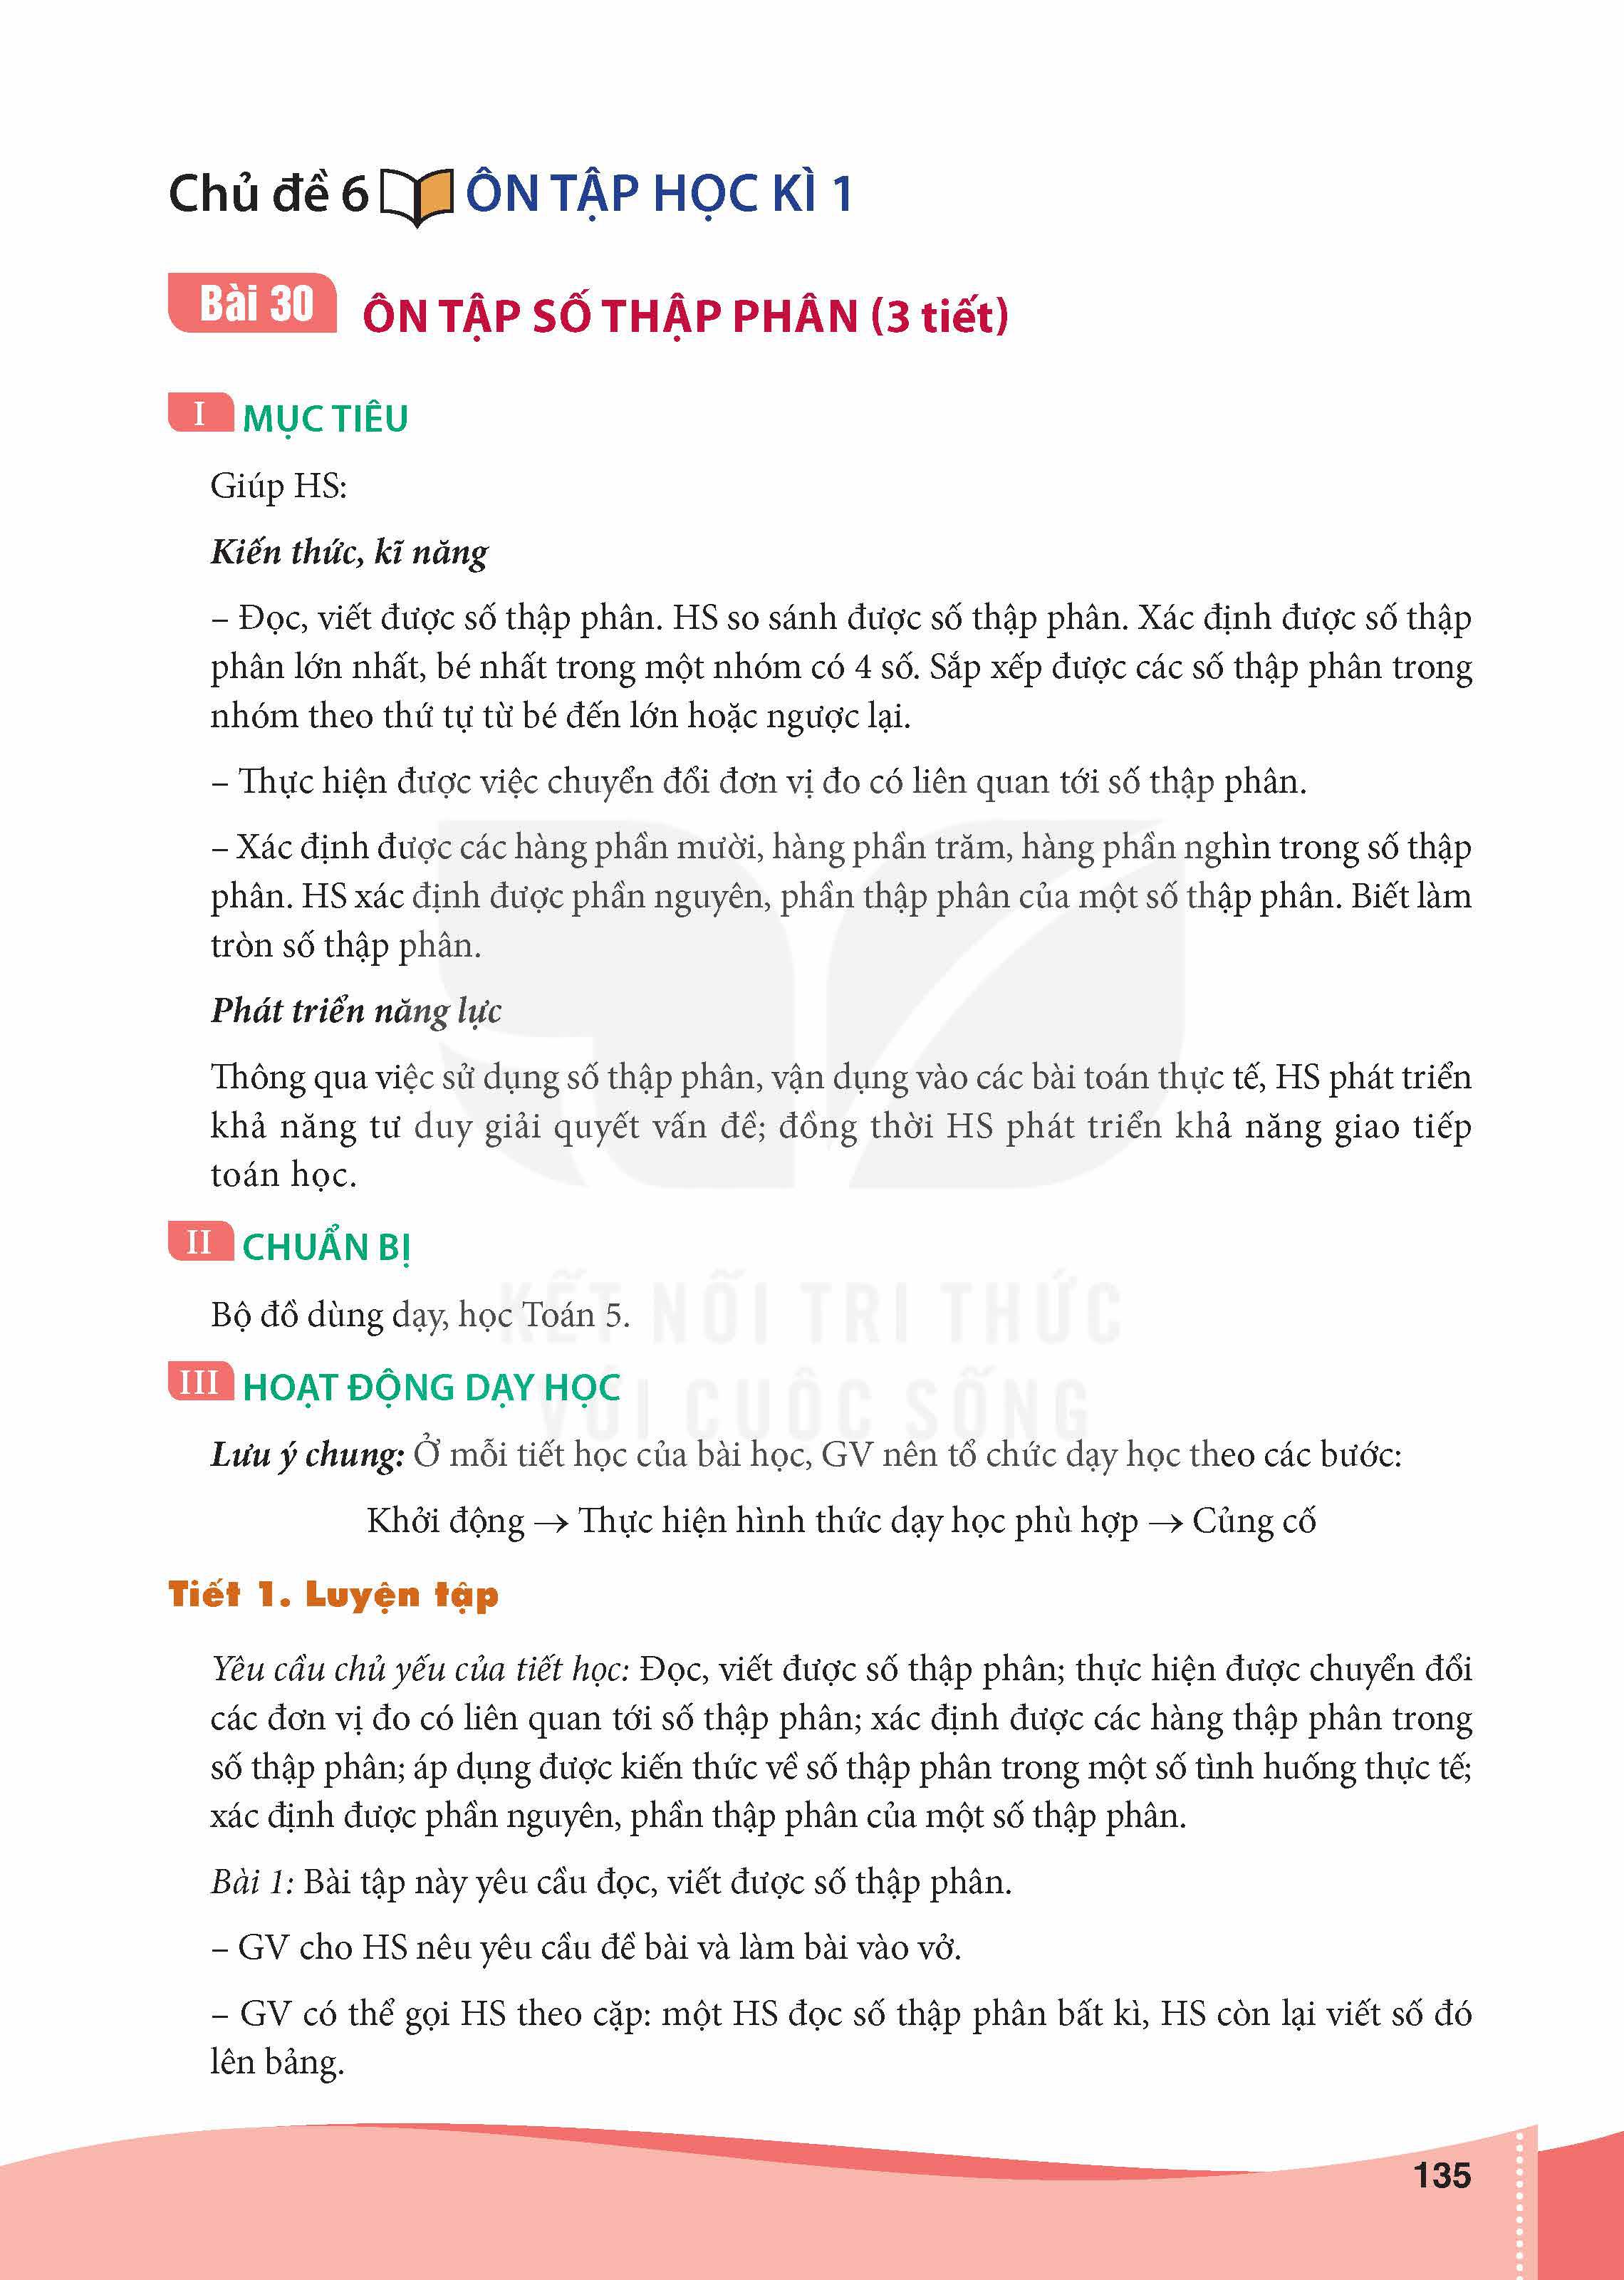 Chủ đề 6 ÔN TẬP HỌC KÌ 1
Bài 30 ÔN TẬP SỐ THẬP PHÂN (3 tiết)
I MỤC TIÊU
Giúp HS:
Kiến thức, kĩ năng
– Đọc, viết được số thập phân. HS so sánh được số thập phân. Xác định được số thập
phân lớn nhất, bé nhất trong một nhóm có 4 số. Sắp xếp được các số thập phân trong
nhóm theo thứ tự từ bé đến lớn hoặc ngược lại.
– Thực hiện được việc chuyển đổi đơn vị đo có liên quan tới số thập phân.
– Xác định được các hàng phần mười, hàng phần trăm, hàng phần nghìn trong số thập
phân. HS xác định được phần nguyên, phần thập phân của một số thập phân. Biết làm
tròn số thập phân.
Phát triển năng lực
Thông qua việc sử dụng số thập phân, vận dụng vào các bài toán thực tế, HS phát triển
khả năng tư duy giải quyết vấn đề; đồng thời HS phát triển khả năng giao tiếp
toán học.
II CHUẨN BỊ
KẾT NỐI TRI THỨC
Bộ đồ dùng dạy, học Toán 5.
III HOẠT ĐỘNG DẠY HỌC
VỚI CUỘC SỐNG
Lưu ý chung: Ở mỗi tiết học của bài học, GV nên tổ chức dạy học theo các bước:
Khởi động → Thực hiện hình thức dạy học phù hợp → Củng cố
Tiết 1. Luyện tập
Yêu cầu chủ yếu của tiết học: Đọc, viết được số thập phân; thực hiện được chuyển đổi
các đơn vị đo có liên quan tới số thập phân; xác định được các hàng thập phân trong
số thập phân; áp dụng được kiến thức về số thập phân trong một số tình huống thực tế;
xác định được phần nguyên, phần thập phân của một số thập phân.
Bài 1: Bài tập này yêu cầu đọc, viết được số thập phân.
– GV cho HS nêu yêu cầu đề bài và làm bài vào vở.
– GV có thể gọi HS theo cặp: một HS đọc số thập phân bất kì, HS còn lại viết số đó
lên bảng.
135